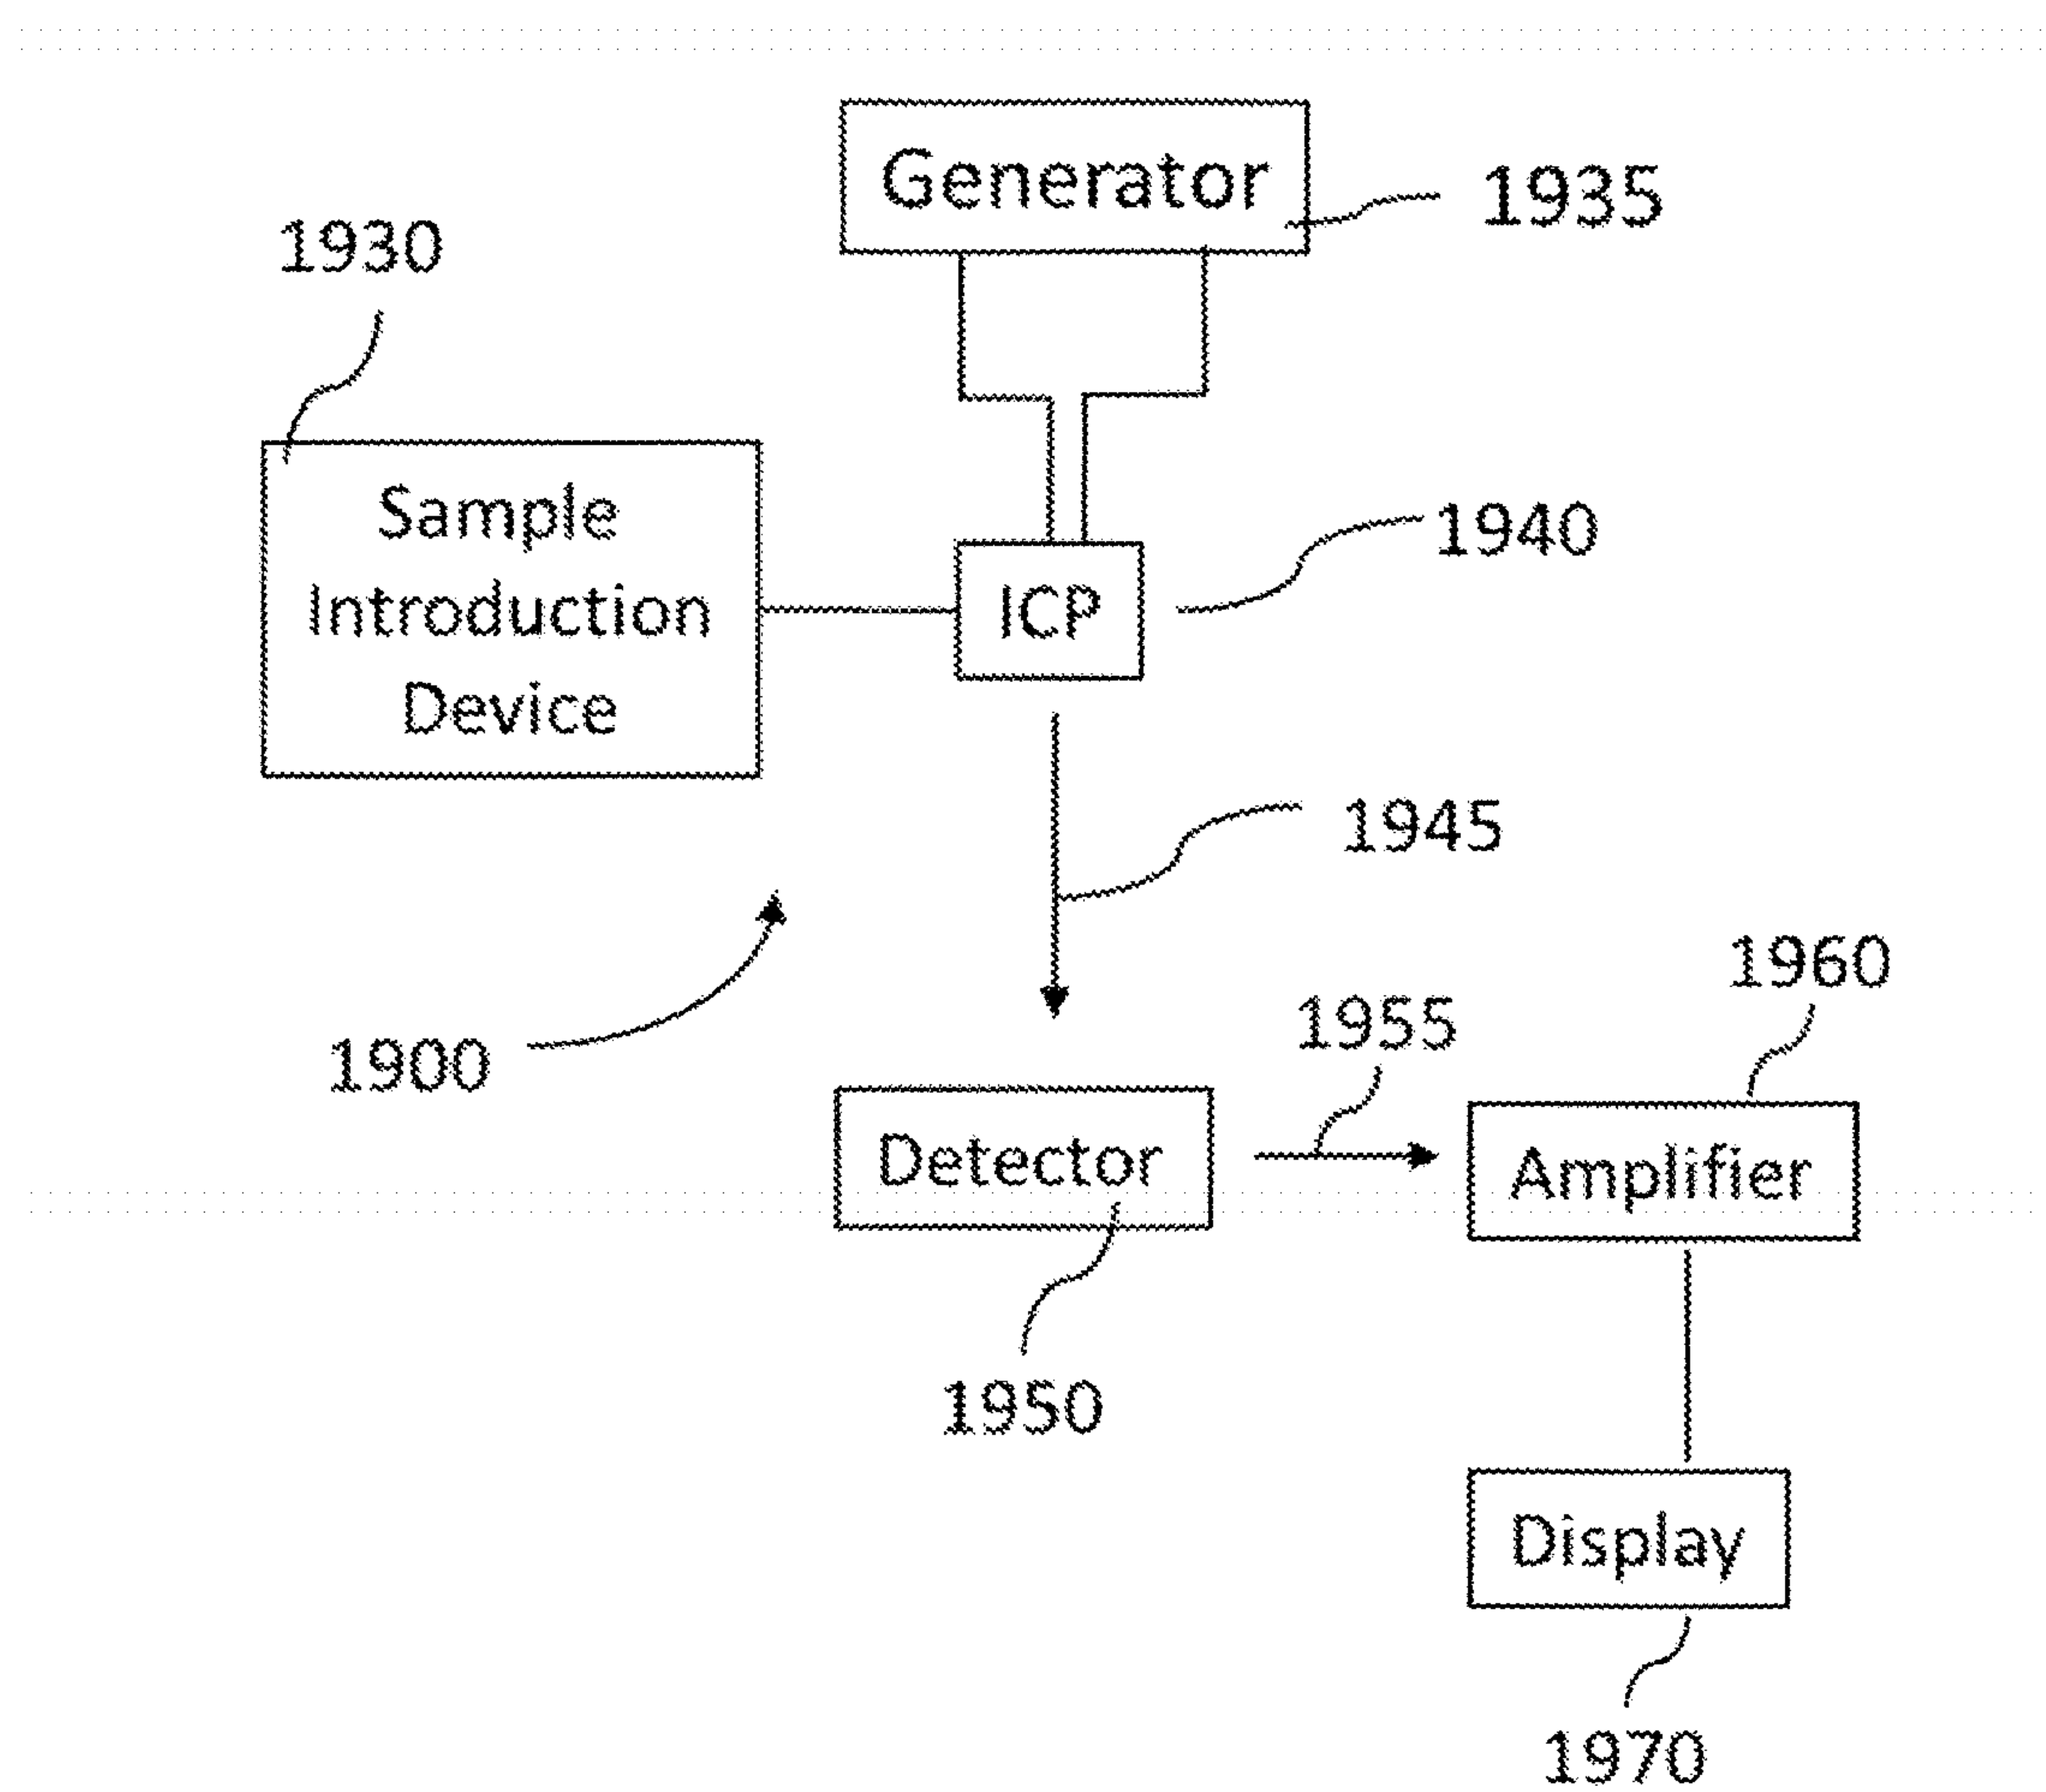 Generator
1935
1930
Sample
Introduction
Device
ICP
1940
1945
1900
1955
1960
Detector
Amplifier
1950
Display
1970